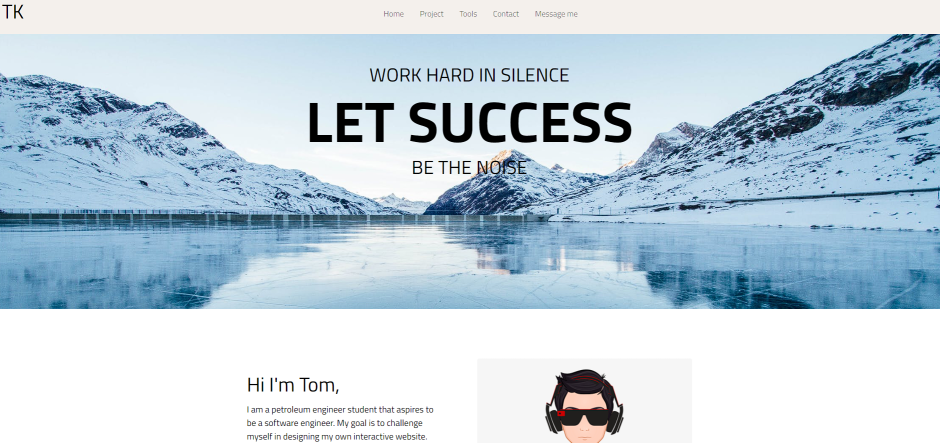 TK
Home Project Tools Contact Message me
WORK HARD IN SILENCE
LET SUCCESS
BE THE NOISE
Hi I'm Tom,
I am a petroleum engineer student that aspires to
be a software engineer. My goal is to challenge
myself in designing my own interactive website.